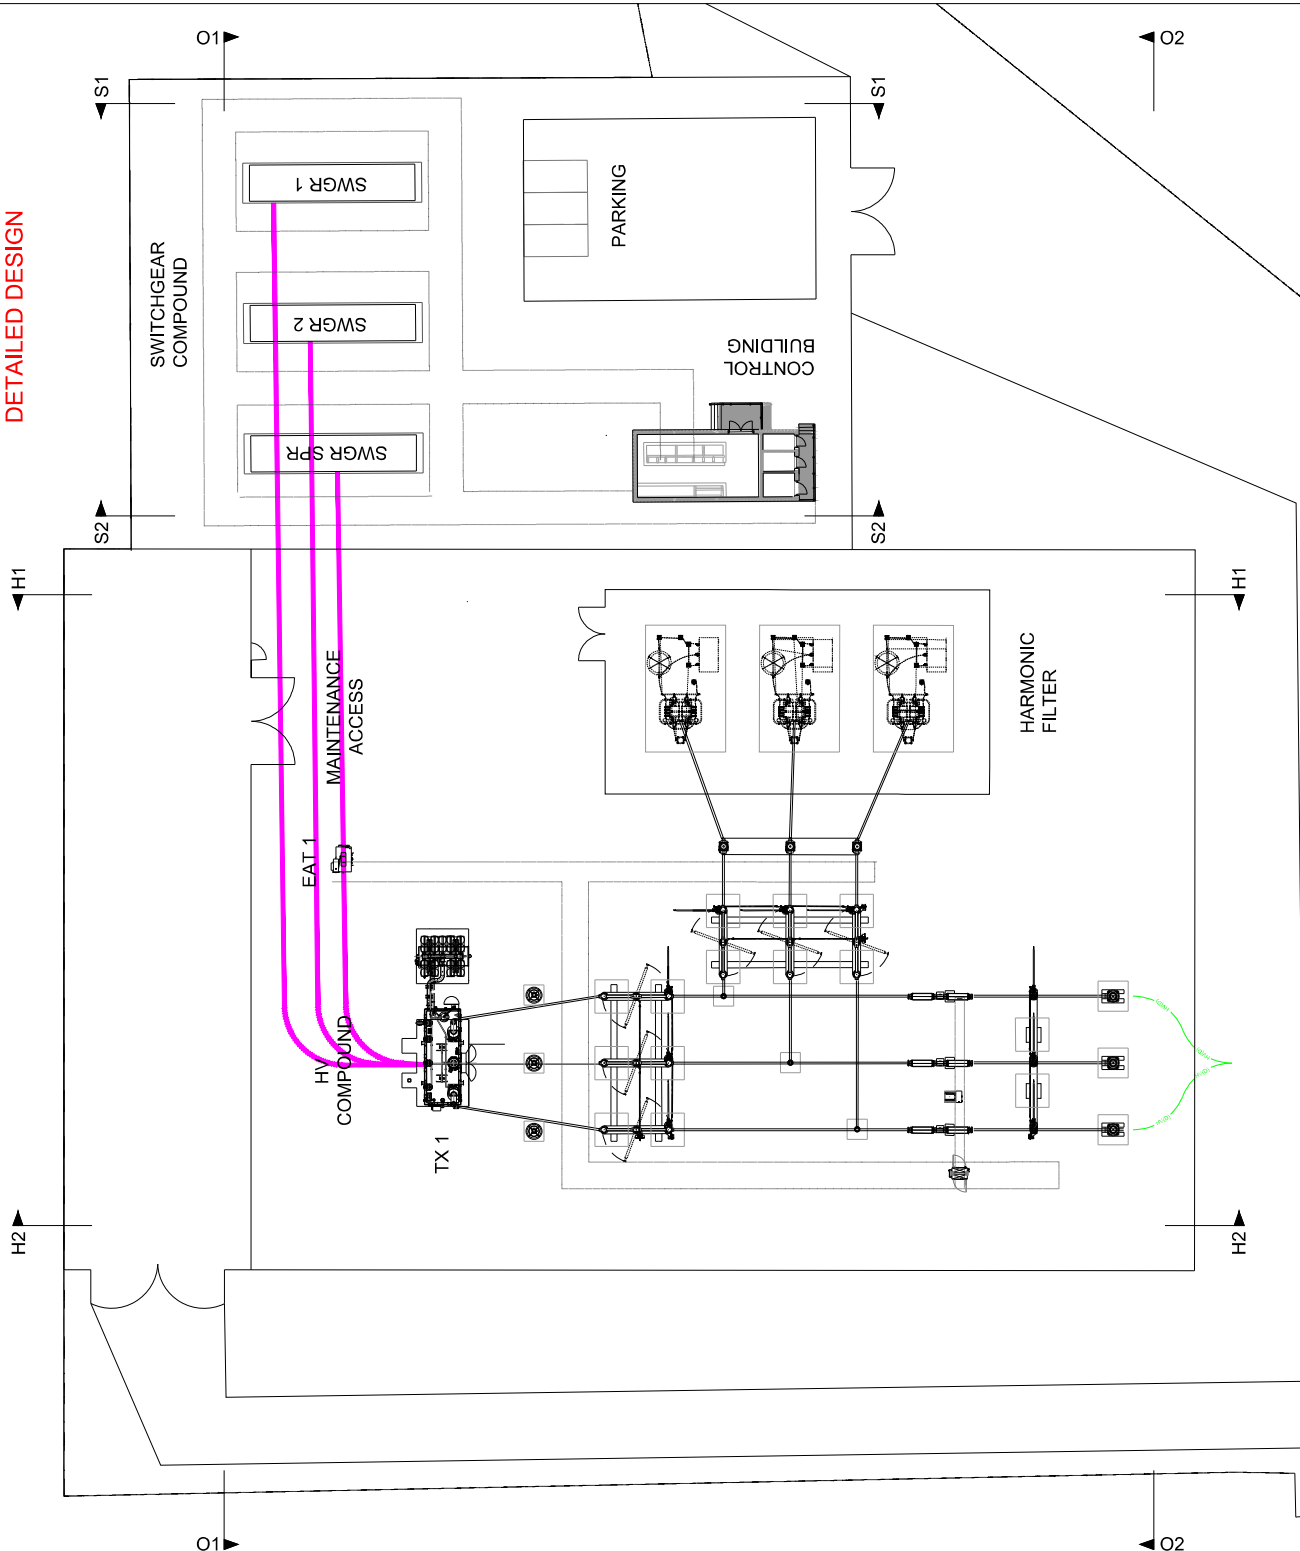 O1
O2
S1
S1
DETAILED DESIGN
SWITCHGEAR
COMPOUND
SWGR 1
SWGR 2
SWGR SPR
PARKING
CONTROL
BUILDING
S2
S2
H1
H1
MAINTENANCE
ACCESS
EAT 1
HARMONIC
FILTER
HV
COMPOUND
TX 1
H2
H2
O1
O2